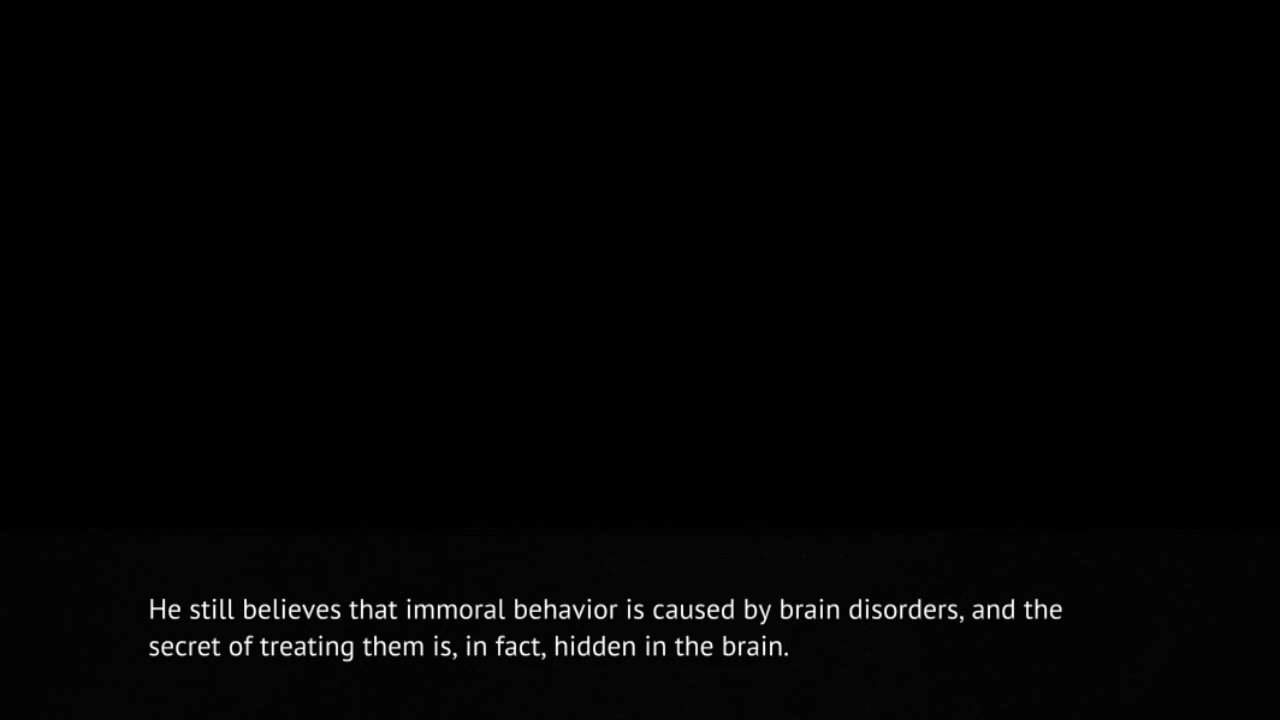 He still believes that immoral behavior is caused by brain disorders, and the
secret of treating them is, in fact, hidden in the brain.